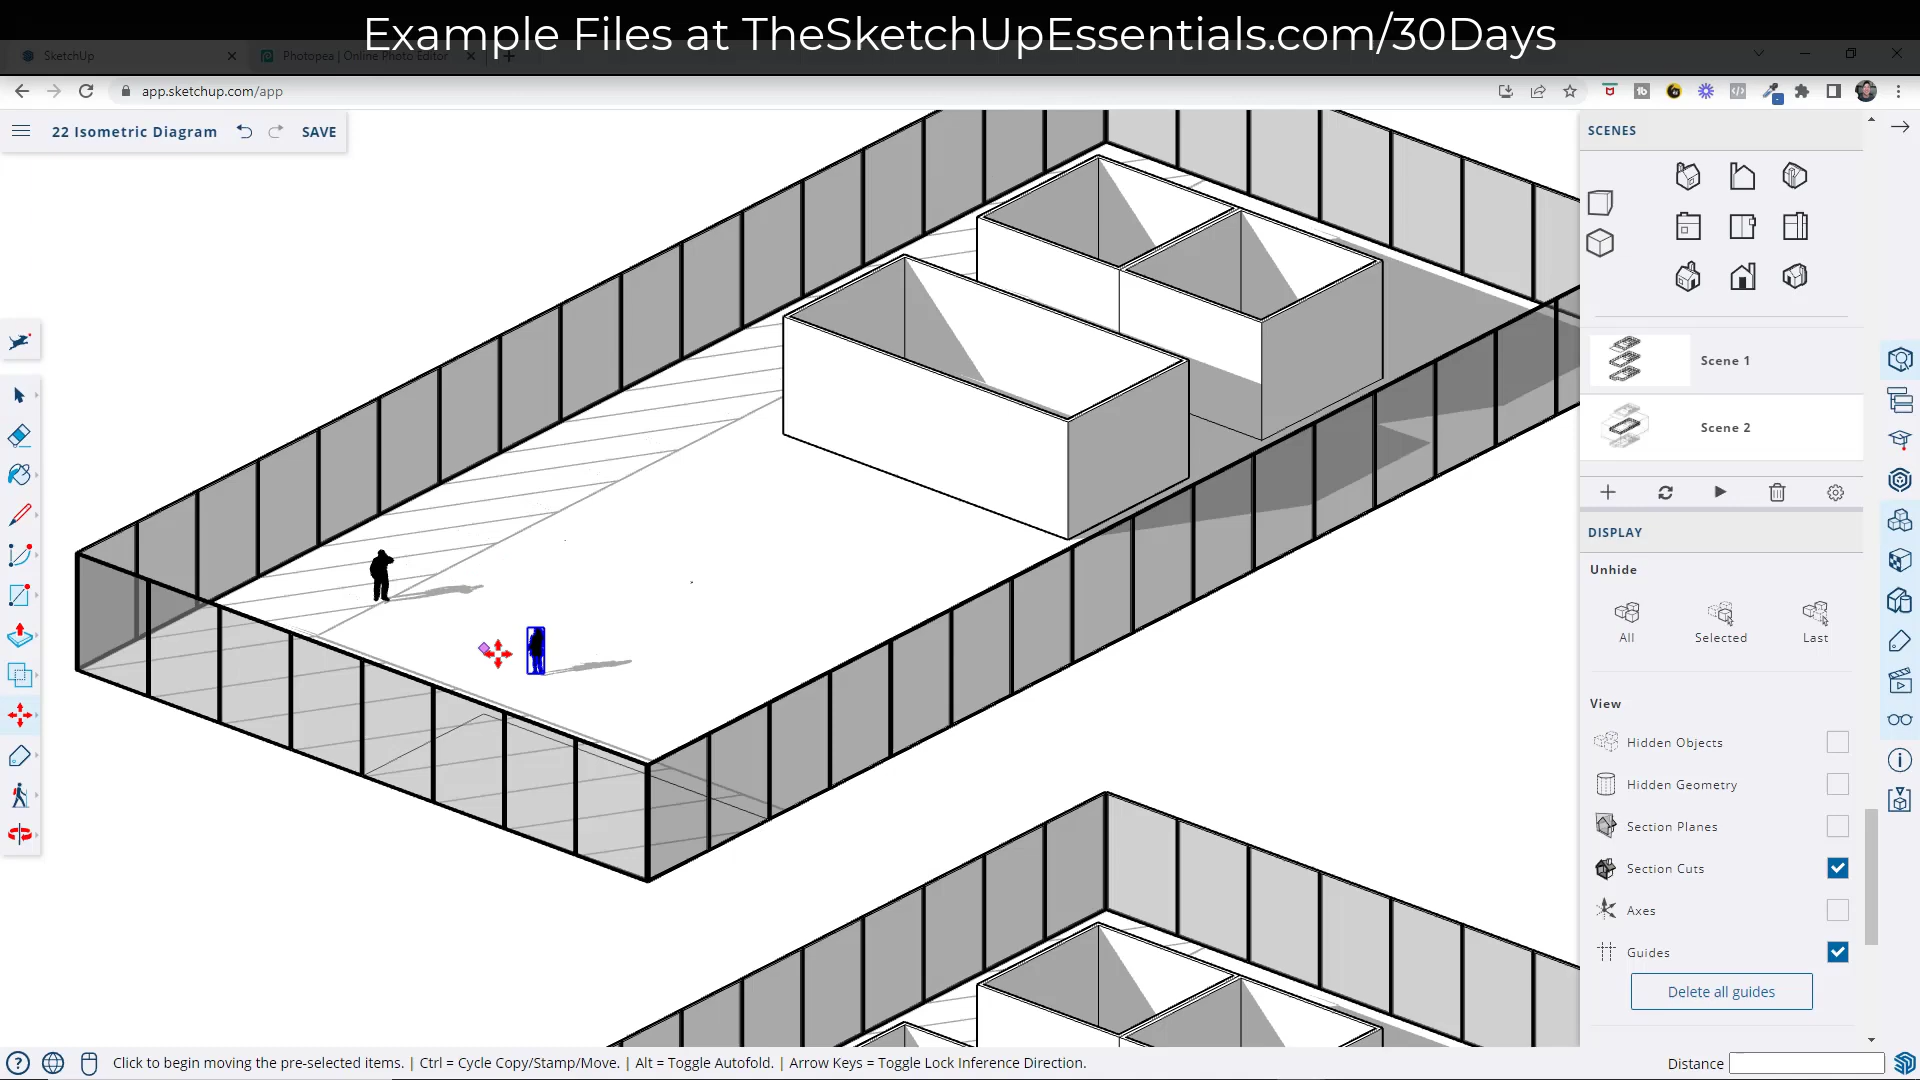 Example Files at TheSketchUpEssentials.com/30Days
SketchUp
Photopea | Online Photo Editor
app.sketchup.com/app
22 Isometric Diagram
SAVE
SCENES
Scene 1
Scene 2
DISPLAY
Unhide
All
Selected
Last
View
Hidden Objects
Hidden Geometry
Section Planes
Section Cuts
Axes
Guides
Delete all guides
Click to begin moving the pre-selected items. | Ctrl = Cycle Copy/Stamp/Move. | Alt = Toggle Autofold. | Arrow Keys = Toggle Lock Inference Direction.
Distance